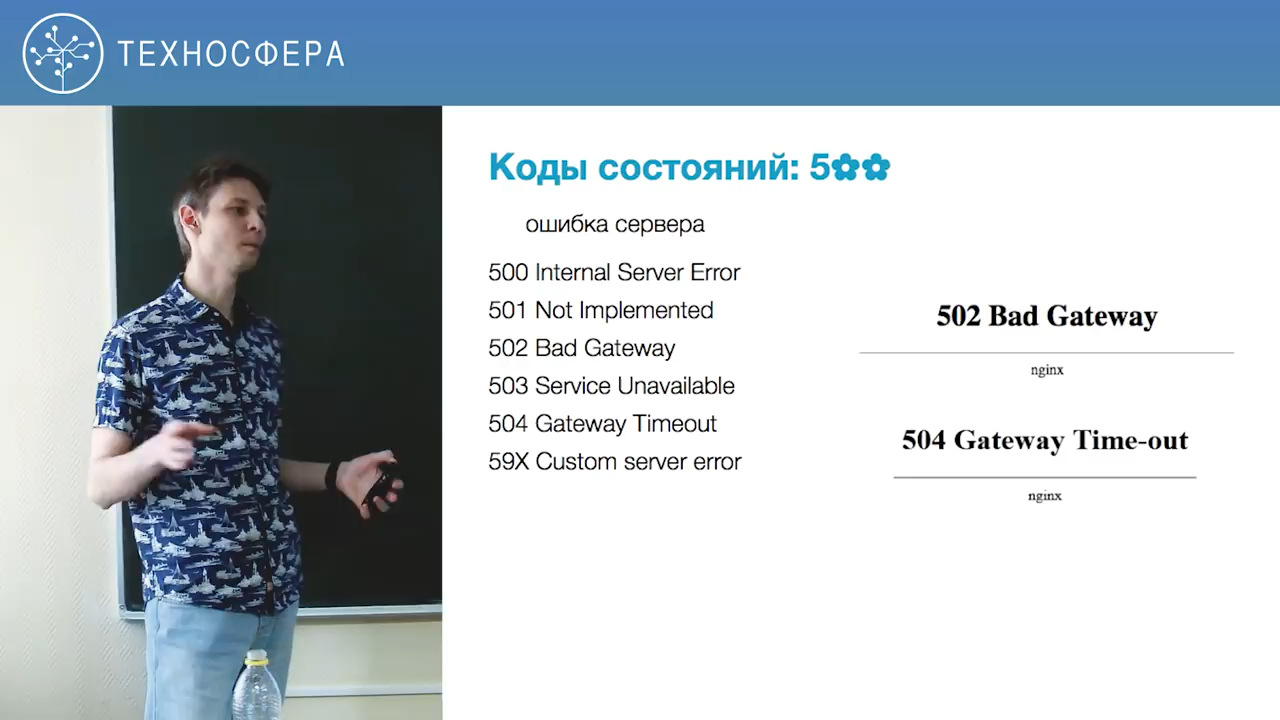 ТЕХНОСФЕРА
Коды состояний: 5✿✿
ошибка сервера
500 Internal Server Error
501 Not Implemented
502 Bad Gateway
503 Service Unavailable
504 Gateway Timeout
59X Custom server error
502 Bad Gateway
nginx
504 Gateway Time-out
nginx